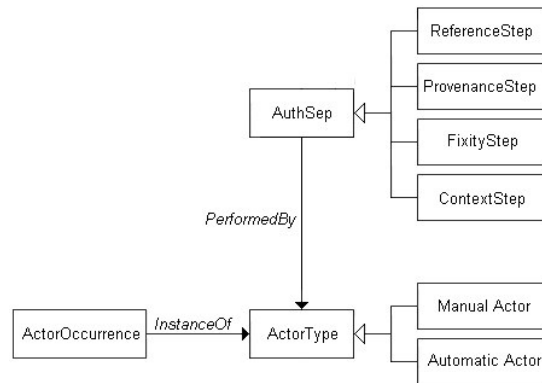 ReferenceStep
ProvenanceStep
AuthSep
FixityStep
ContextStep
PerformedBy
Manual Actor
InstanceOf
ActorOccurrence
ActorType
Automatic Actor